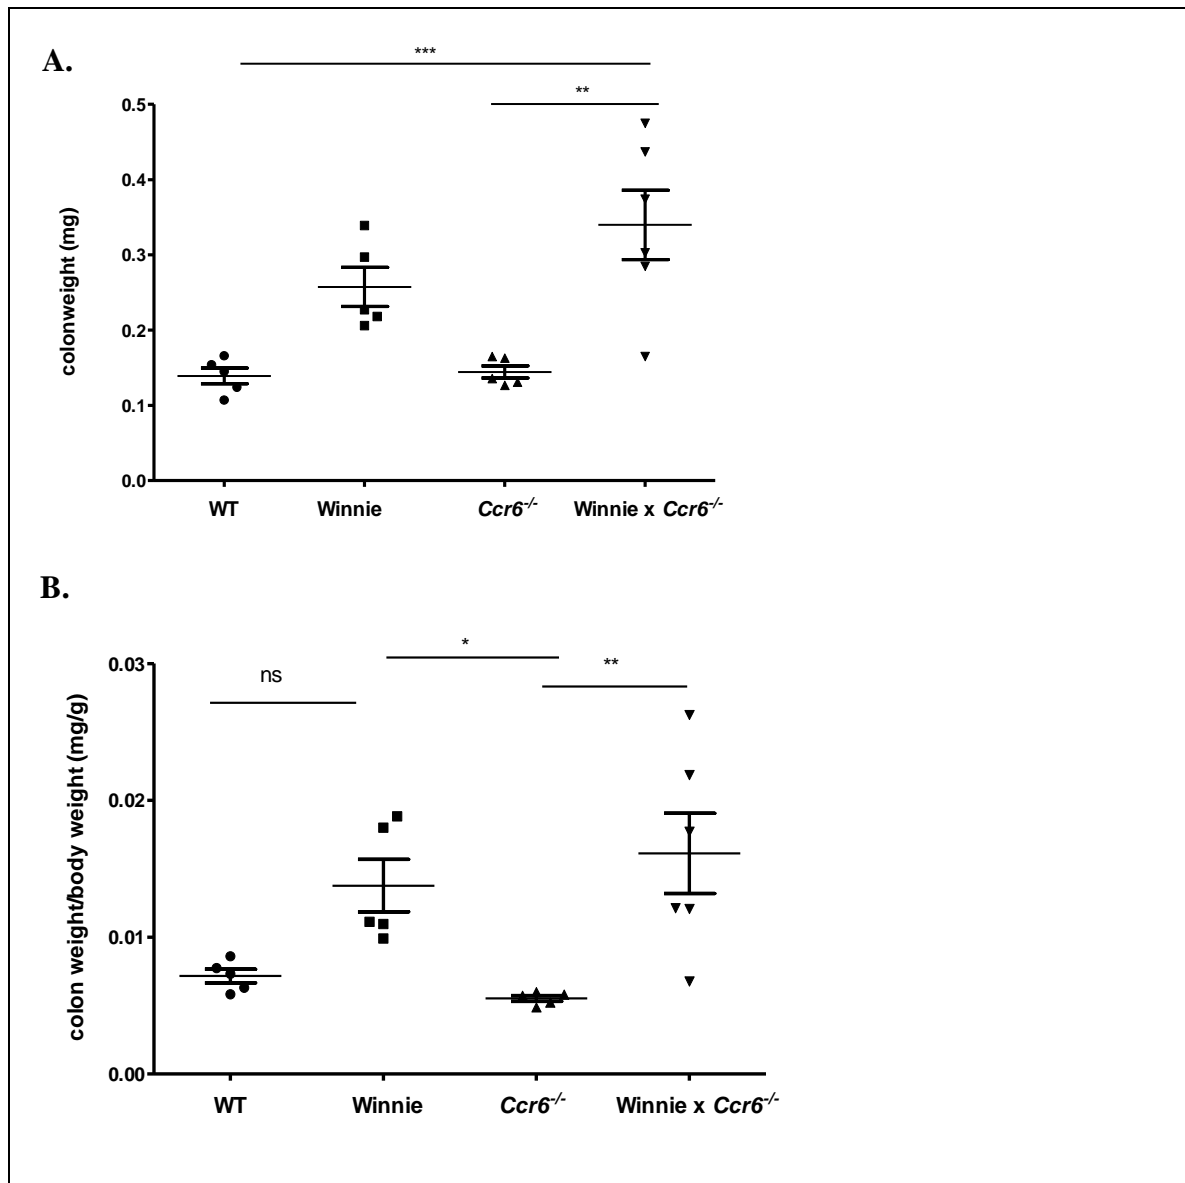 A.
***
**
0.5
0.4
0.3
0.2
0.1
0.0
colonweight (mg)
WT Winnie Ccr6-/- Winnie x Ccr6-/-
B.
*
**
ns
0.03
0.02
0.01
0.00
colon weight/body weight (mg/g)
WT Winnie Ccr6-/- Winnie x Ccr6-/-